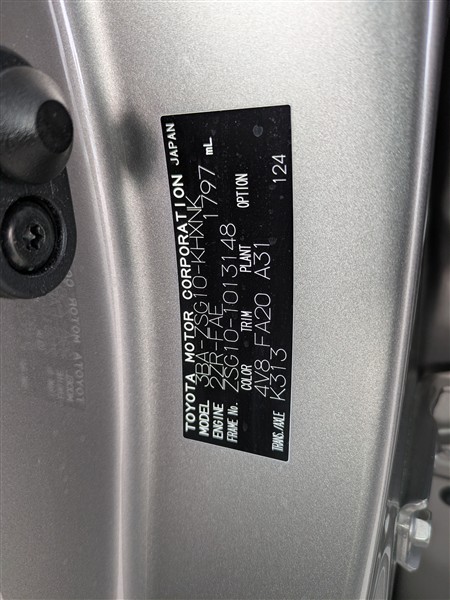 TOYOTA MOTOR CORPORATION JAPAN
MODEL 3BA-ZSG10-KHXNK
ENGINE 2ZR-FAE 1797 mL
FRAME No. ZSG10-1013148
COLOR TRIM PLANT OPTION
4V8 FA20 A31
TRANS./AXLE K313 124